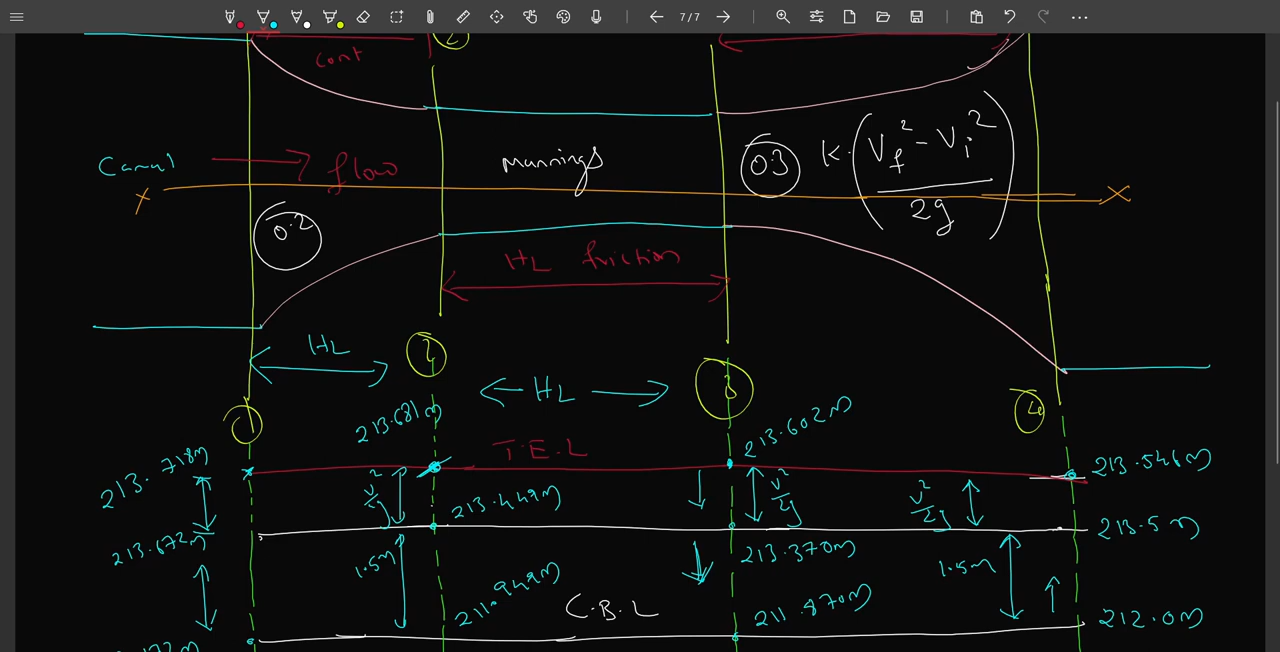 7/7
cont
2
Canal
flow
Mannings
0.3
K. (Vf² - Vi² / 2g)
X
X
0.2
HL friction
HL
2
HL
3
1
4
213.681m
213.602m
T.E.L
213.718m
213.546m
V²/2g
V²/2g
V²/2g
213.449m
213.5m
213.672m
213.370m
1.5m
1.5m
211.949m
C.B.L
211.870m
212.0m